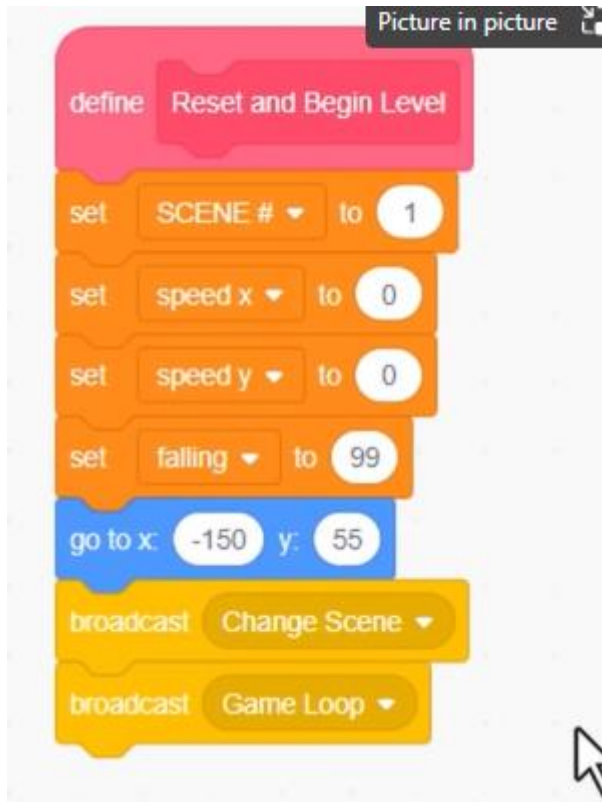 Picture in picture
define Reset and Begin Level
set SCENE # to 1
set speed x to 0
set speed y to 0
set falling to 99
go to x: -150 y: 55
broadcast Change Scene
broadcast Game Loop